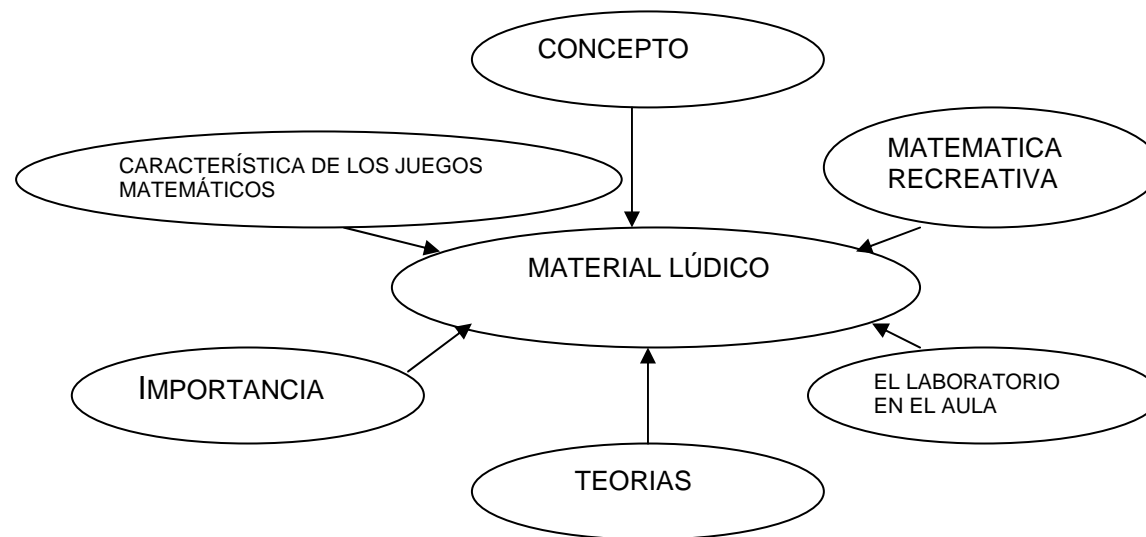 CONCEPTO
CARACTERÍSTICA DE LOS JUEGOS
MATEMÁTICOS
MATEMATICA
RECREATIVA
MATERIAL LÚDICO
IMPORTANCIA
EL LABORATORIO
EN EL AULA
TEORIAS